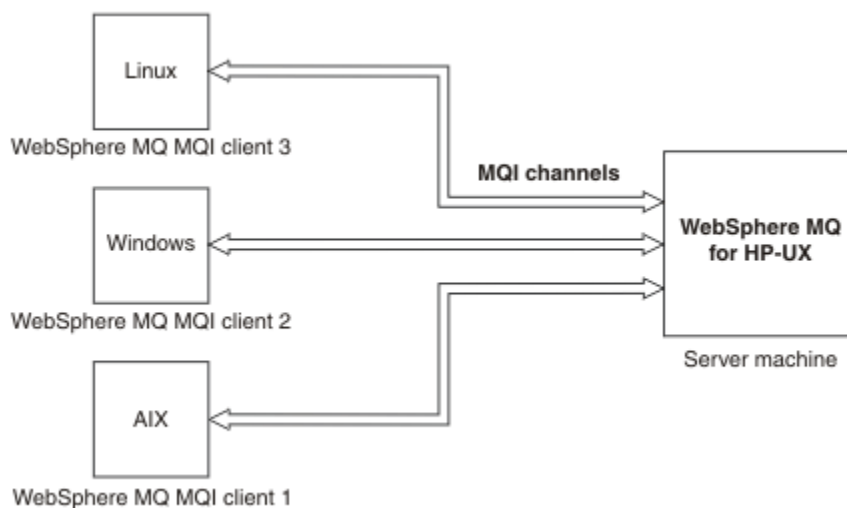 Linux
WebSphere MQ MQI client 3
MQI channels
Windows
WebSphere MQ MQI client 2
WebSphere MQ
for HP-UX
Server machine
AIX
WebSphere MQ MQI client 1